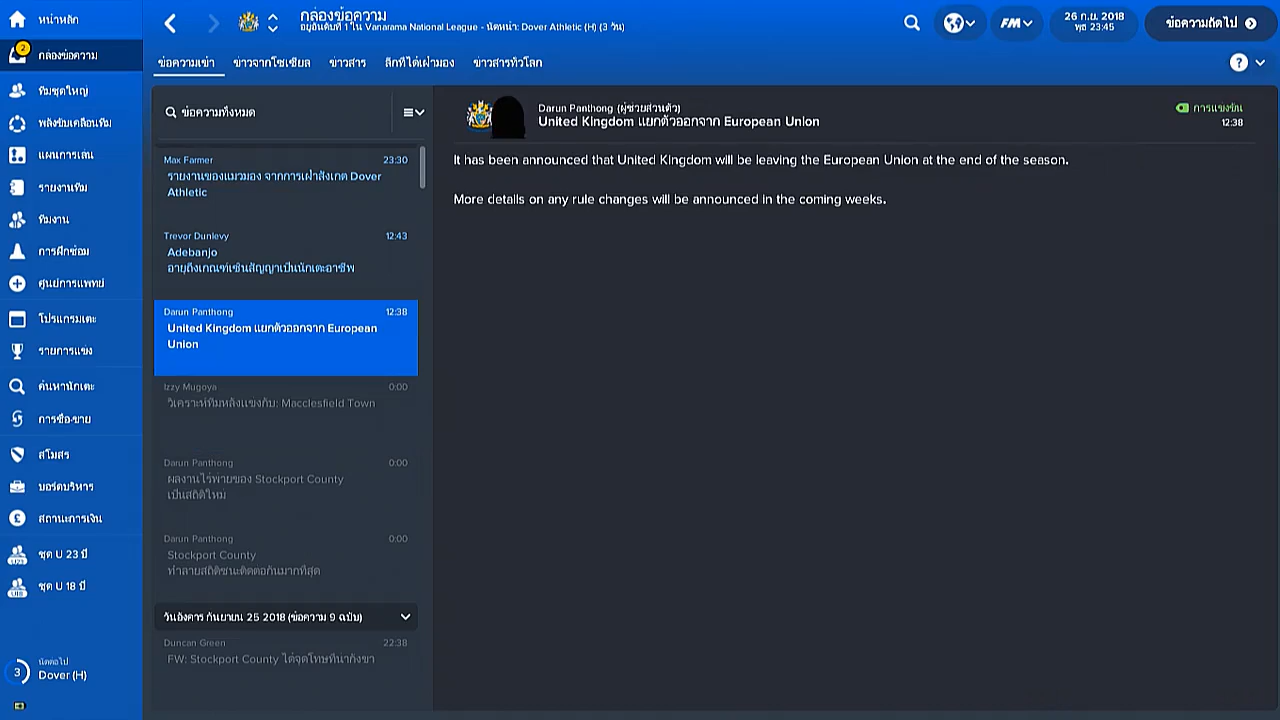 หน้าหลัก
2
กล่องข้อความ
ทีมชุดใหญ่
พลังขับเคลื่อนทีม
แผนการเล่น
รายงานทีม
ทีมงาน
การฝึกซ้อม
ศูนย์การแพทย์
โปรแกรมเตะ
รายการแข่ง
ค้นหานักเตะ
การซื้อ-ขาย
สโมสร
บอร์ดบริหาร
สถานะการเงิน
ชุด U 23 ปี
ชุด U 18 ปี
3
นัดต่อไป
Dover (H)
กล่องข้อความ
อยู่อันดับที่ 1 ใน Vanarama National League - นัดหน้า: Dover Athletic (H) (3 วัน)
FM
26 ก.ย. 2018
พุธ 23:45
ข้อความถัดไป
ข้อความเข้า ข่าวจากโซเชียล ข่าวสาร ลีกที่ได้เฝ้ามอง ข่าวสารทั่วโลก
?
ข้อความทั้งหมด
Max Farmer 23:30
รายงานของแมวมอง จากการเฝ้าสังเกต Dover
Athletic
Trevor Dunlevy 12:43
Adebanjo
อายุถึงเกณฑ์เซ็นสัญญาเป็นนักเตะอาชีพ
Darun Panthong 12:38
United Kingdom แยกตัวออกจาก European
Union
Izzy Mugoya 0:00
วิเคราะห์ทีมหลังแข่งกับ: Macclesfield Town
Darun Panthong 0:00
ผลงานไร้พ่ายของ Stockport County
เป็นสถิติใหม่
Darun Panthong 0:00
Stockport County
ทำลายสถิติชนะติดต่อกันมากที่สุด
วันอังคาร กันยายน 25 2018 (ข้อความ 9 ฉบับ)
Duncan Green 22:38
FW: Stockport County ได้จุดโทษที่น่ากังขา
Darun Panthong (ผู้ช่วยส่วนตัว)
United Kingdom แยกตัวออกจาก European Union
การแข่งขัน
12:38
It has been announced that United Kingdom will be leaving the European Union at the end of the season.
More details on any rule changes will be announced in the coming weeks.